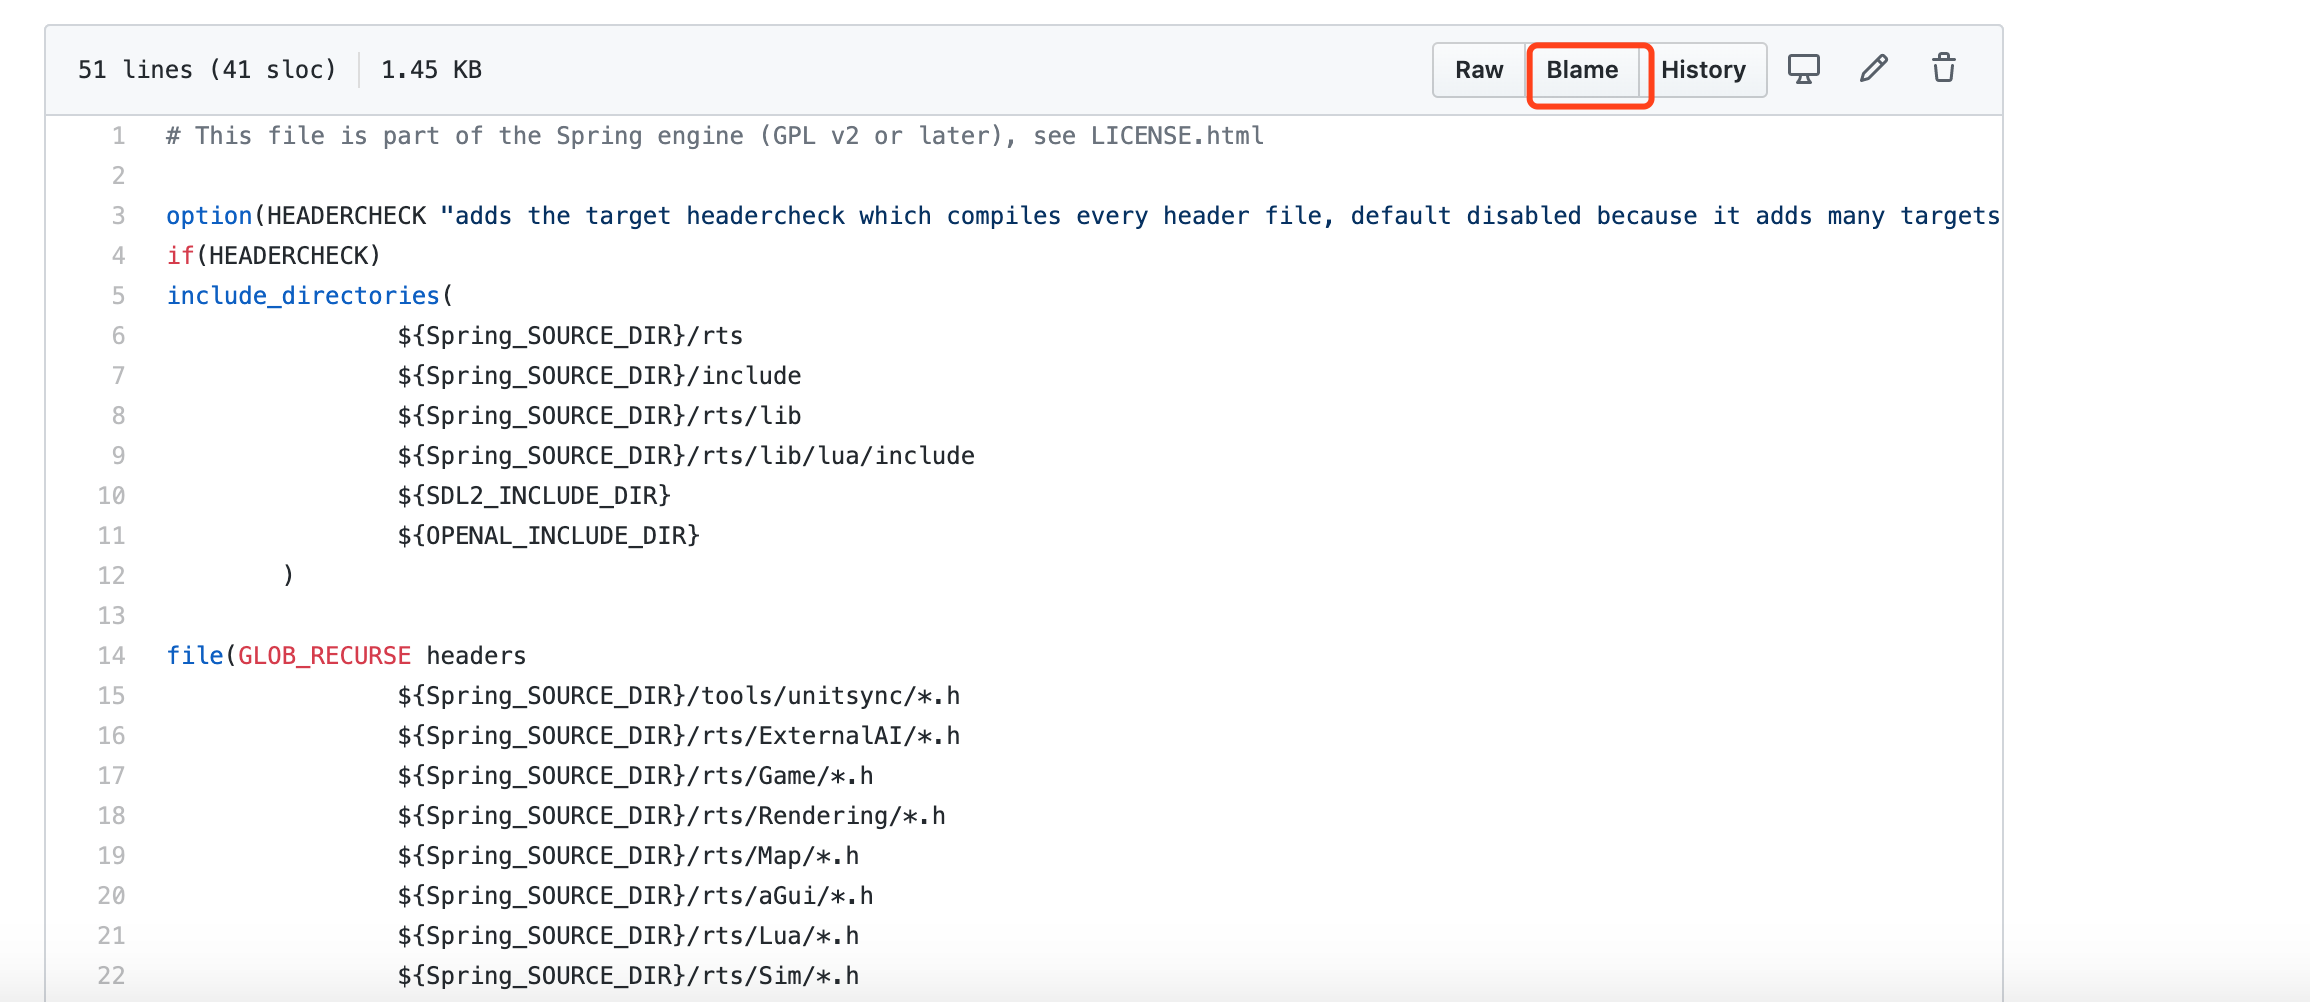 51 lines (41 sloc) 1.45 KB Raw Blame History
1 # This file is part of the Spring engine (GPL v2 or later), see LICENSE.html
2
3 option(HEADERCHECK "adds the target headercheck which compiles every header file, default disabled because it adds many targets
4 if(HEADERCHECK)
5 include_directories(
6 ${Spring_SOURCE_DIR}/rts
7 ${Spring_SOURCE_DIR}/include
8 ${Spring_SOURCE_DIR}/rts/lib
9 ${Spring_SOURCE_DIR}/rts/lib/lua/include
10 ${SDL2_INCLUDE_DIR}
11 ${OPENAL_INCLUDE_DIR}
12 )
13
14 file(GLOB_RECURSE headers
15 ${Spring_SOURCE_DIR}/tools/unitsync/*.h
16 ${Spring_SOURCE_DIR}/rts/ExternalAI/*.h
17 ${Spring_SOURCE_DIR}/rts/Game/*.h
18 ${Spring_SOURCE_DIR}/rts/Rendering/*.h
19 ${Spring_SOURCE_DIR}/rts/Map/*.h
20 ${Spring_SOURCE_DIR}/rts/aGui/*.h
21 ${Spring_SOURCE_DIR}/rts/Lua/*.h
22 ${Spring_SOURCE_DIR}/rts/Sim/*.h